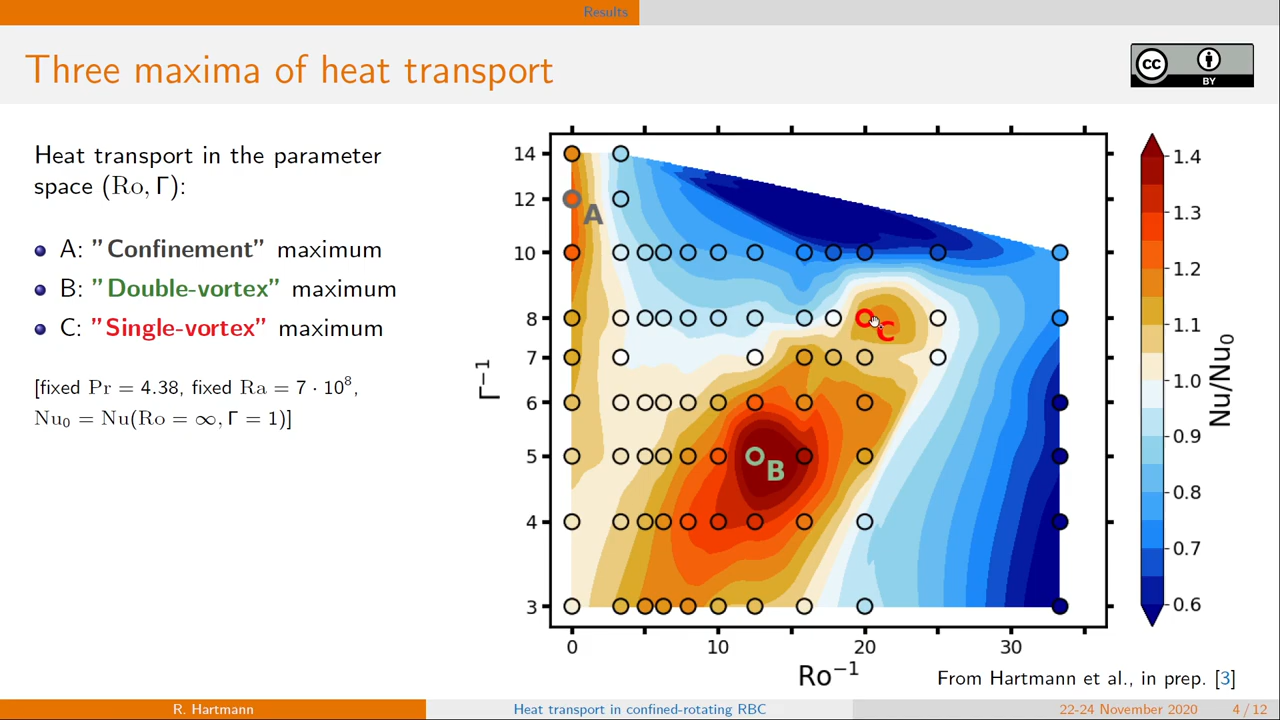 Results
Three maxima of heat transport
cc
BY
Heat transport in the parameter
space (Ro, Γ):
A: "Confinement" maximum
B: "Double-vortex" maximum
C: "Single-vortex" maximum
[fixed Pr = 4.38, fixed Ra = 7 · 10⁸,
Nu₀ = Nu(Ro = ∞, Γ = 1)]
14
12
10
8
7
6
5
4
3
Γ⁻¹
A
B
C
0
10
20
30
Ro⁻¹
1.4
1.3
1.2
1.1
1.0
0.9
0.8
0.7
0.6
Nu/Nu₀
From Hartmann et al., in prep. [3]
R. Hartmann
Heat transport in confined-rotating RBC
22-24 November 2020
4 / 12